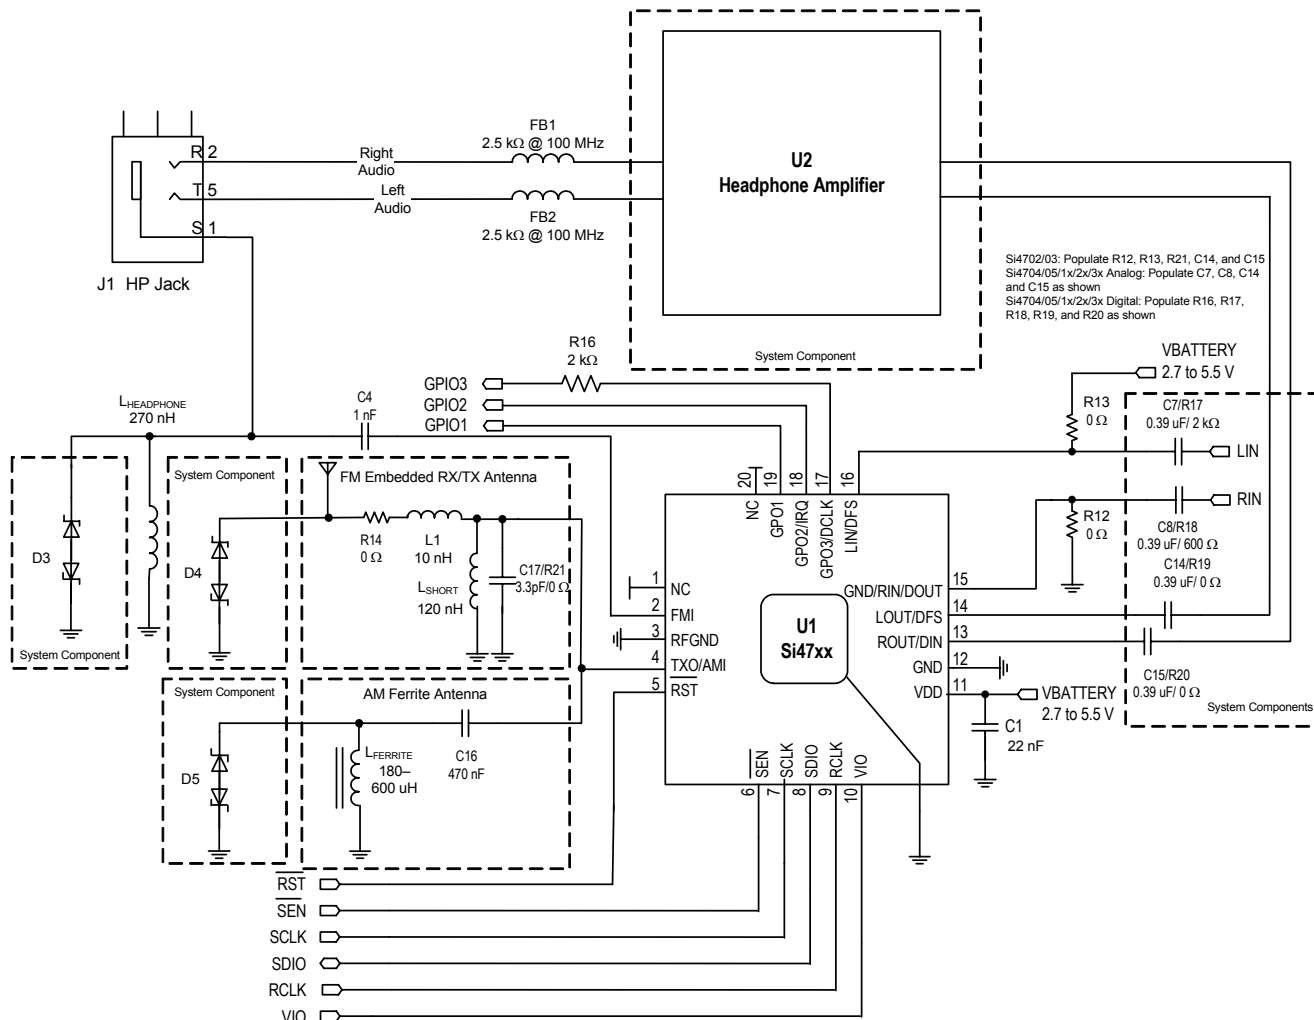 FB1
2.5 kΩ @ 100 MHz
U2
Headphone Amplifier
R 2
Right
Audio
T 5
Left
Audio
FB2
2.5 kΩ @ 100 MHz
S 1
J1 HP Jack
Si4702/03: Populate R12, R13, R21, C14, and C15
Si4704/05/1x/2x/3x Analog: Populate C7, C8, C14
and C15 as shown
Si4704/05/1x/2x/3x Digital: Populate R16, R17,
R18, R19, and R20 as shown
System Component
R16
2 kΩ
VBATTERY
2.7 to 5.5 V
GPIO3
GPIO2
GPIO1
LHEADPHONE
270 nH
C4
1 nF
R13
0 Ω
C7/R17
0.39 uF/ 2 kΩ
LIN
RIN
R12
0 Ω
C8/R18
0.39 uF/ 600 Ω
C14/R19
0.39 uF/ 0 Ω
C15/R20
0.39 uF/ 0 Ω
System Components
System Component
D3
System Component
D4
FM Embedded RX/TX Antenna
R14
0 Ω
L1
10 nH
LSHORT
120 nH
C17/R21
3.3pF/0 Ω
System Component
D5
AM Ferrite Antenna
LFERRITE
180–
600 uH
C16
470 nF
20
19
18
17
16
NC
GPO1
GPO2/IRQ
GPO3/DCLK
LIN/DFS
1
NC
2
FMI
3
RFGND
4
TXO/AMI
5
RST
U1
Si47xx
GND/RIN/DOUT
15
LOUT/DFS
14
ROUT/DIN
13
GND
12
VDD
11
VBATTERY
2.7 to 5.5 V
C1
22 nF
SEN
SCLK
SDIO
RCLK
VIO
6
7
8
9
10
RST
SEN
SCLK
SDIO
RCLK
VIO